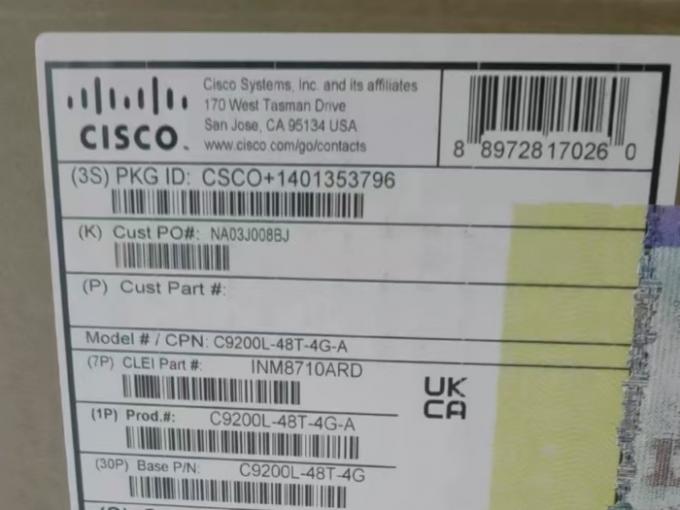 Cisco Systems, Inc. and its affiliates
170 West Tasman Drive
San Jose, CA 95134 USA
www.cisco.com/go/contacts
CISCO
8 89728 17026 0
(3S) PKG ID: CSCO+1401353796
(K) Cust PO#: NA03J008BJ
(P) Cust Part #:
Model # / CPN: C9200L-48T-4G-A
(7P) CLEI Part #: INM8710ARD
UK
CA
(1P) Prod.#: C9200L-48T-4G-A
(30P) Base P/N: C9200L-48T-4G